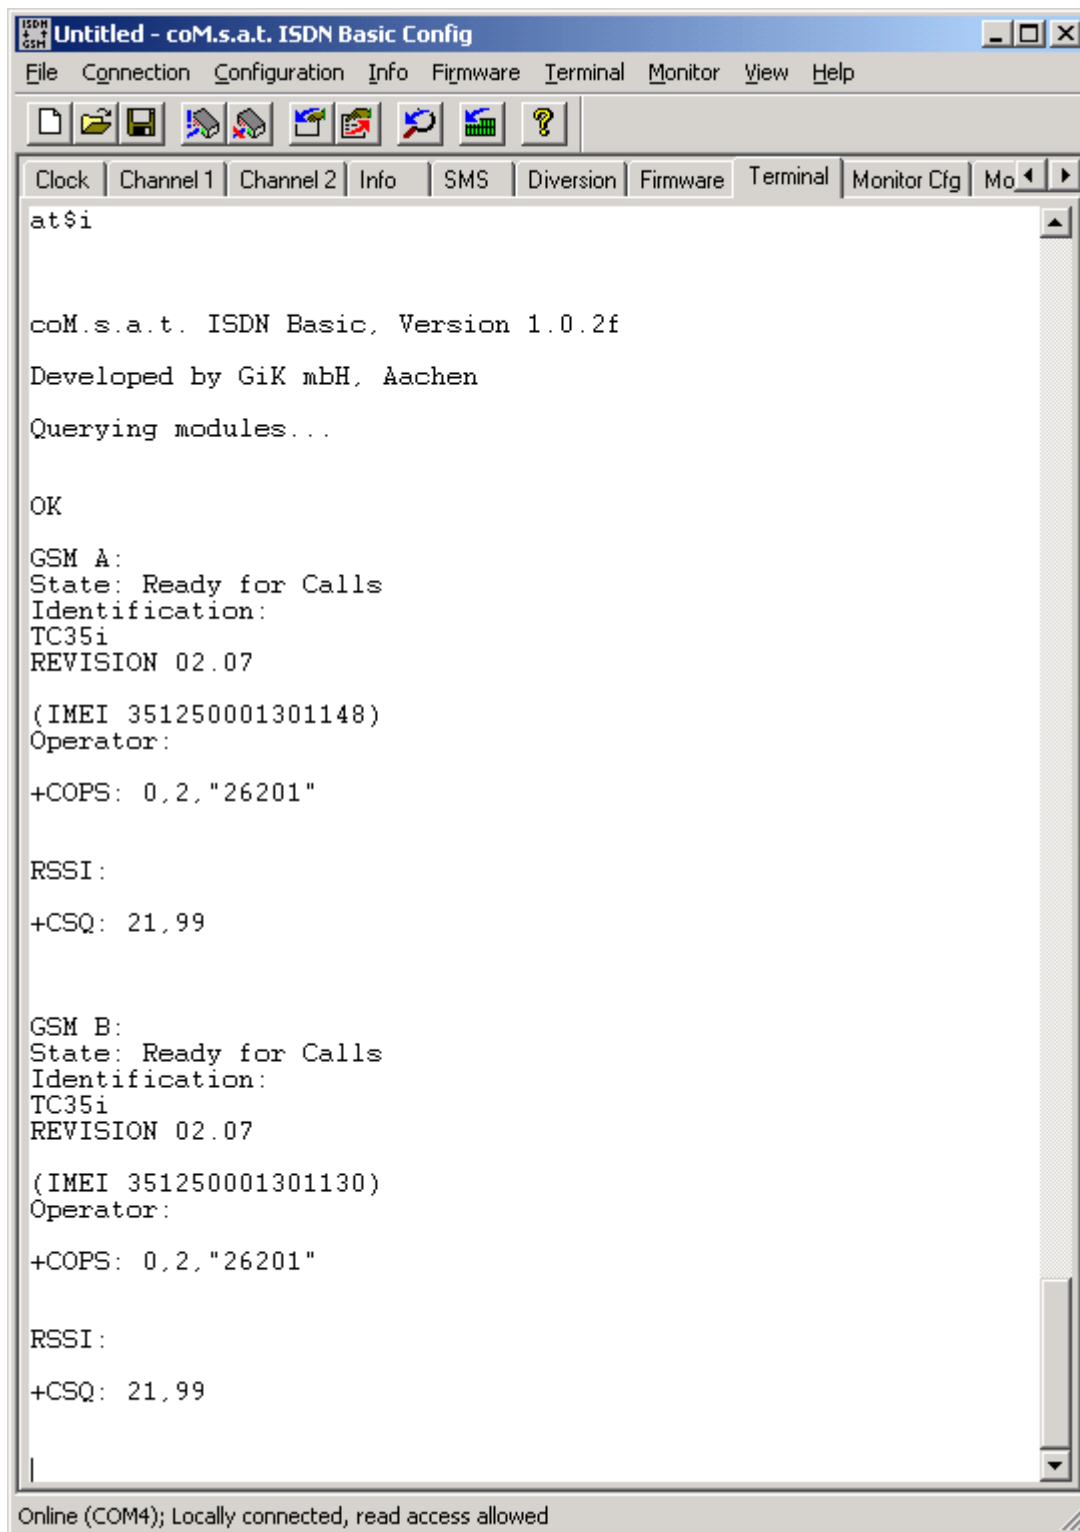 ISDN
GSM
Untitled - coM.s.a.t. ISDN Basic Config
File Connection Configuration Info Firmware Terminal Monitor View Help
Clock Channel 1 Channel 2 Info SMS Diversion Firmware Terminal Monitor Cfg Mo
at$i
coM.s.a.t. ISDN Basic, Version 1.0.2f
Developed by GiK mbH, Aachen
Querying modules...
OK
GSM A:
State: Ready for Calls
Identification:
TC35i
REVISION 02.07
(IMEI 351250001301148)
Operator:
+COPS: 0,2,"26201"
RSSI:
+CSQ: 21,99
GSM B:
State: Ready for Calls
Identification:
TC35i
REVISION 02.07
(IMEI 351250001301130)
Operator:
+COPS: 0,2,"26201"
RSSI:
+CSQ: 21,99
Online (COM4); Locally connected, read access allowed